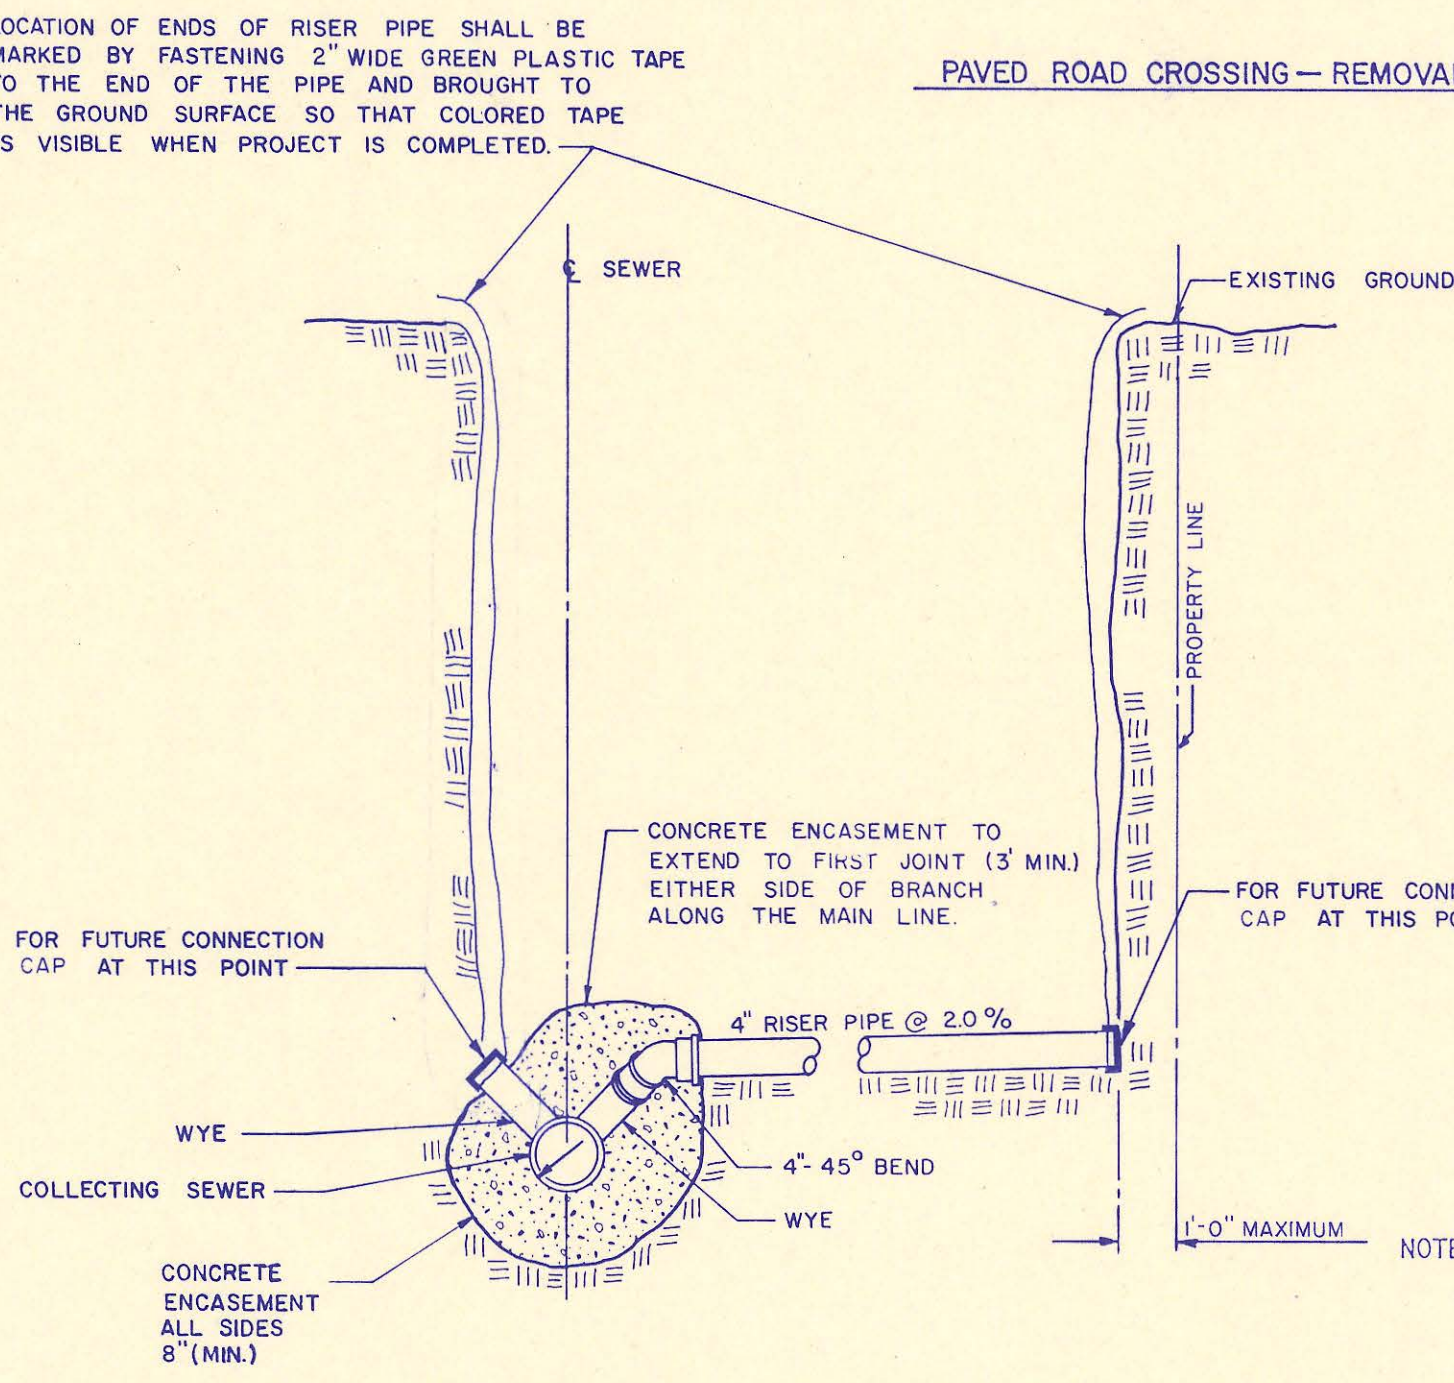 OCATION OF ENDS OF RISER PIPE SHALL BE
MARKED BY FASTENING 2" WIDE GREEN PLASTIC TAPE
TO THE END OF THE PIPE AND BROUGHT TO
THE GROUND SURFACE SO THAT COLORED TAPE
S VISIBLE WHEN PROJECT IS COMPLETED.
PAVED ROAD CROSSING — REMOVAL
℄ SEWER
EXISTING GROUND
PROPERTY LINE
CONCRETE ENCASEMENT TO
EXTEND TO FIRST JOINT (3' MIN.)
EITHER SIDE OF BRANCH
ALONG THE MAIN LINE.
FOR FUTURE CONN
CAP AT THIS PO
FOR FUTURE CONNECTION
CAP AT THIS POINT
4" RISER PIPE @ 2.0%
WYE
4"- 45° BEND
COLLECTING SEWER
WYE
1'-0" MAXIMUM
NOTE
CONCRETE
ENCASEMENT
ALL SIDES
8" (MIN.)